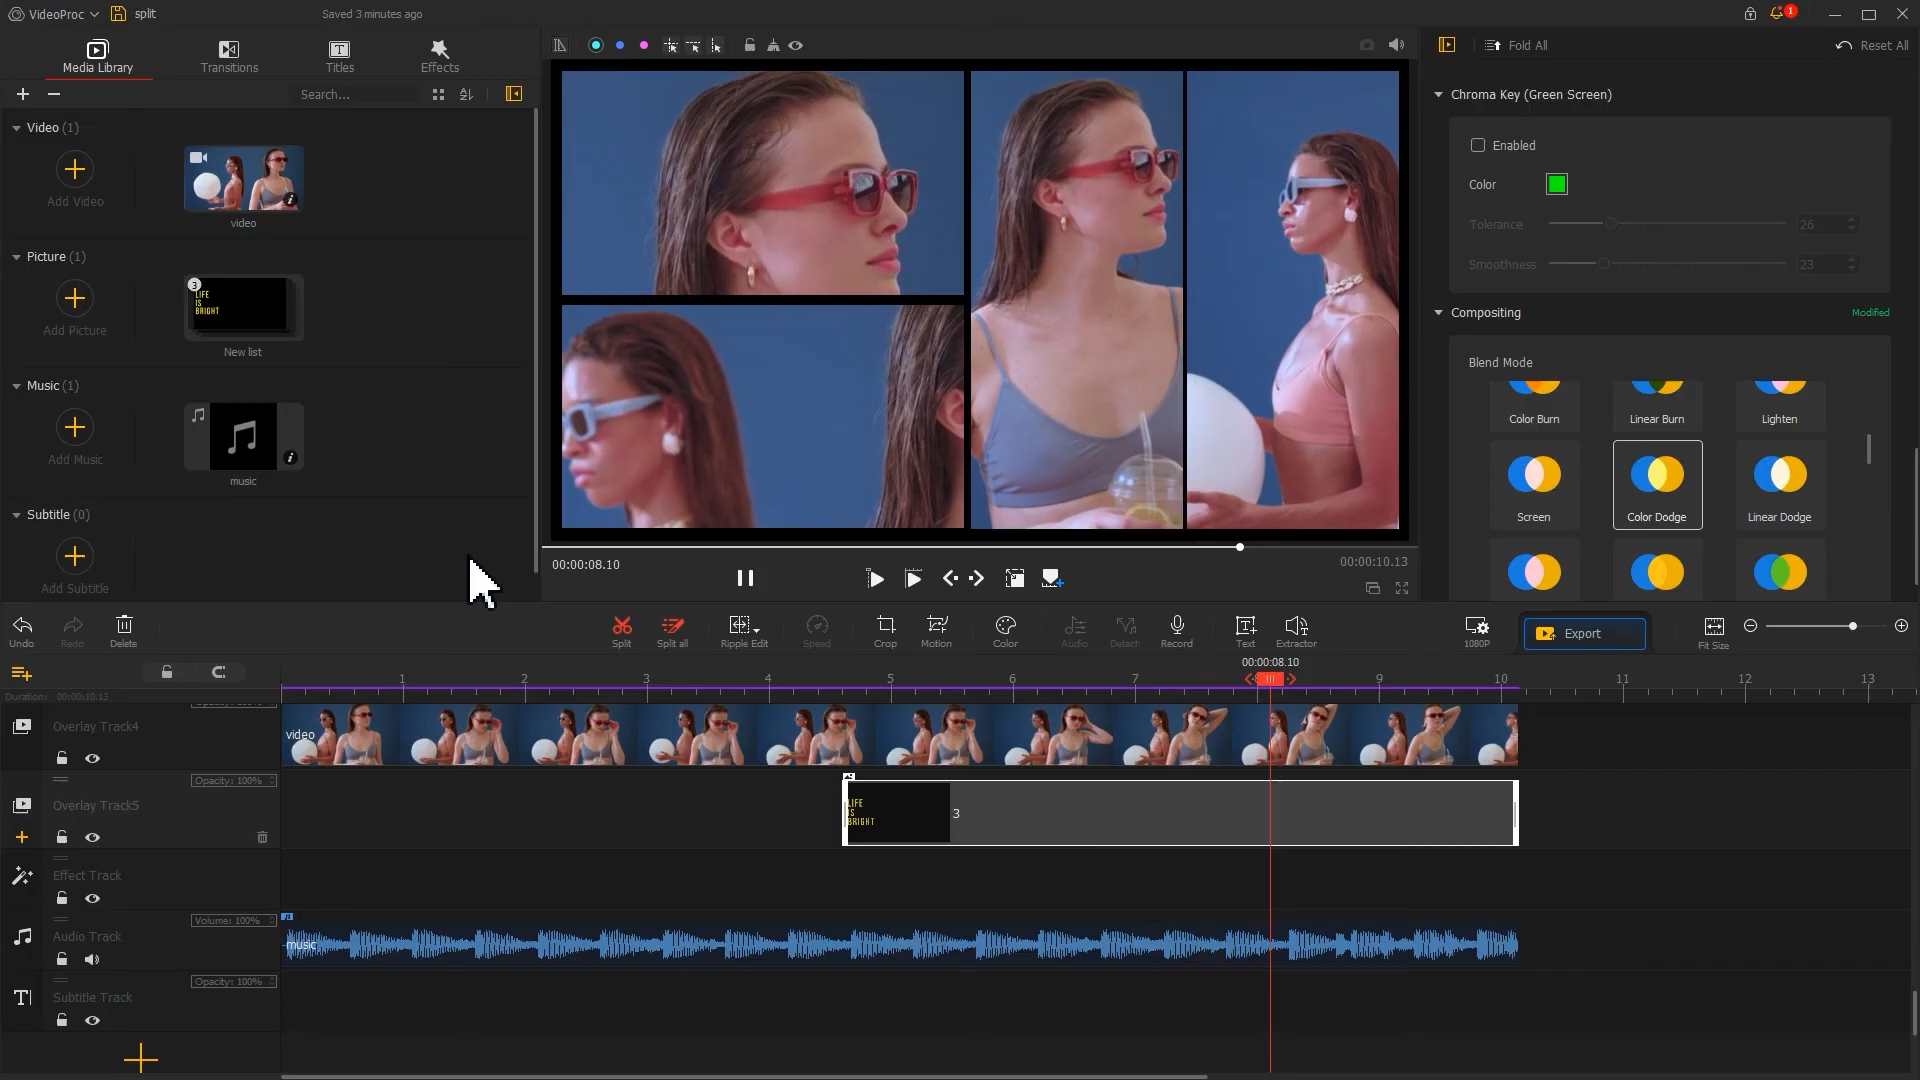 VideoProc
split
Saved 3 minutes ago
1
Media Library
Transitions
Titles
Effects
Search...
Fold All
Reset All
Video (1)
Add Video
video
Picture (1)
Add Picture
3
LIFE
IS
BRIGHT
New list
Music (1)
Add Music
music
Subtitle (0)
Add Subtitle
Chroma Key (Green Screen)
Enabled
Color
Tolerance
26
Smoothness
23
Compositing
Modified
Blend Mode
Color Burn
Linear Burn
Lighten
Screen
Color Dodge
Linear Dodge
00:00:08.10
00:00:10.13
Undo
Redo
Delete
Split
Split all
Ripple Edit
Speed
Crop
Motion
Color
Audio
Detach
Record
Text
Extractor
1080P
Export
Fit Size
00:00:08.10
Duration: 00:00:10.13
1 2 3 4 5 6 7 8 9 10 11 12 13
Overlay Track4
video
Opacity: 100%
Overlay Track5
LIFE
IS
BRIGHT
3
Effect Track
Volume: 100%
Audio Track
music
Opacity: 100%
Subtitle Track